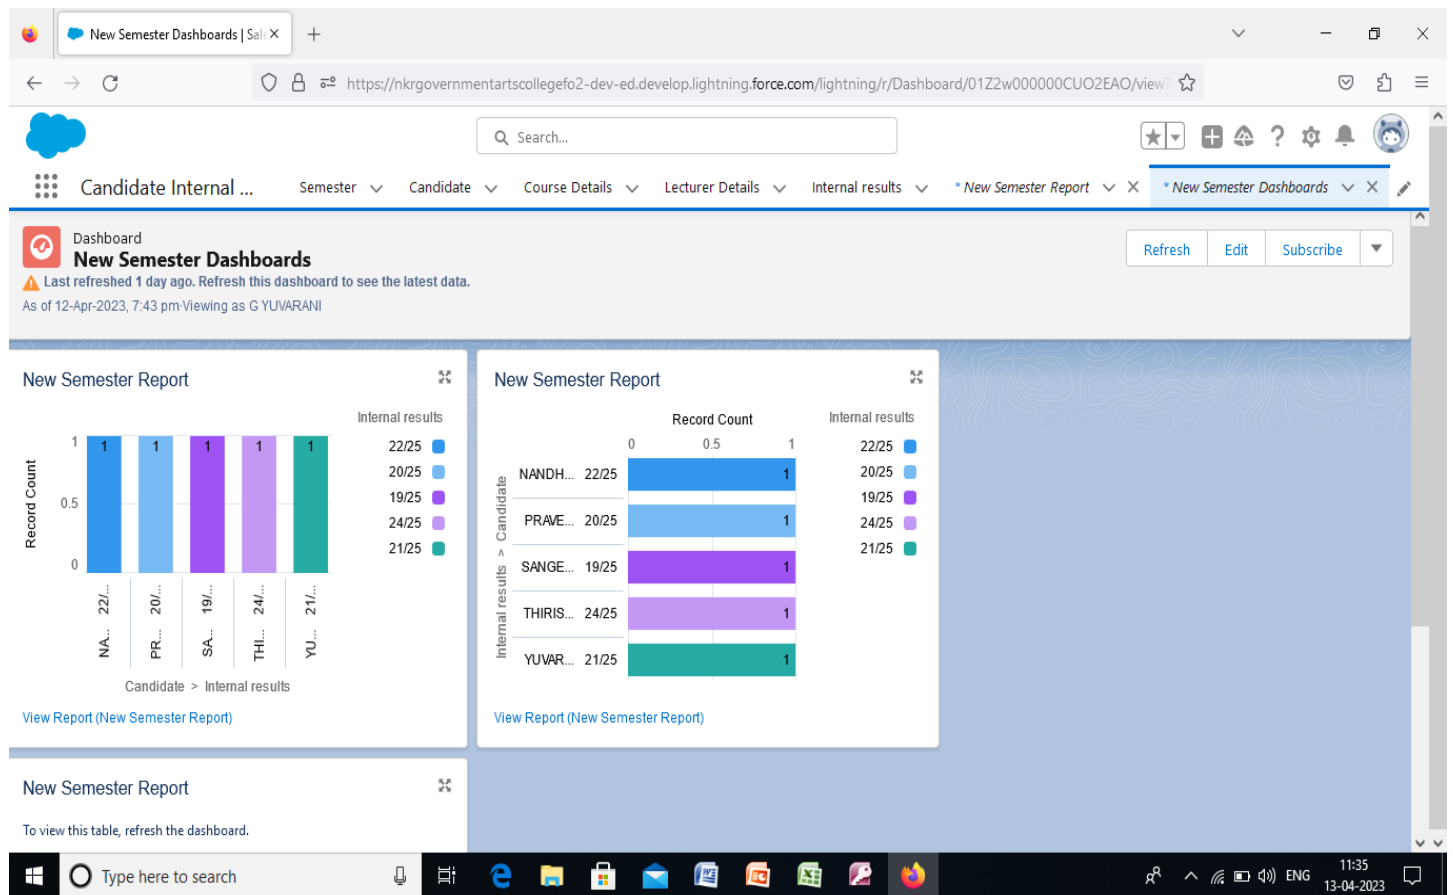 New Semester Dashboards | Sale
https://nkrgovernmentartscollegefo2-dev-ed.develop.lightning.force.com/lightning/r/Dashboard/01Z2w000000CUO2EAO/view?
Search...
Candidate Internal ...
Semester
Candidate
Course Details
Lecturer Details
Internal results
* New Semester Report
* New Semester Dashboards
Dashboard
New Semester Dashboards
Last refreshed 1 day ago. Refresh this dashboard to see the latest data.
As of 12-Apr-2023, 7:43 pm·Viewing as G YUVARANI
Refresh
Edit
Subscribe
New Semester Report
Internal results
22/25
20/25
19/25
24/25
21/25
Record Count
1
0.5
0
1 1 1 1 1
22/... 20/... 19/... 24/... 21/...
NA... PR... SA... THI... YU...
Candidate > Internal results
View Report (New Semester Report)
New Semester Report
Record Count
0 0.5 1
Internal results
22/25
20/25
19/25
24/25
21/25
Internal results > Candidate
NANDH... 22/25 1
PRAVE... 20/25 1
SANGE... 19/25 1
THIRIS... 24/25 1
YUVAR... 21/25 1
View Report (New Semester Report)
New Semester Report
To view this table, refresh the dashboard.
Type here to search
ENG
11:35
13-04-2023